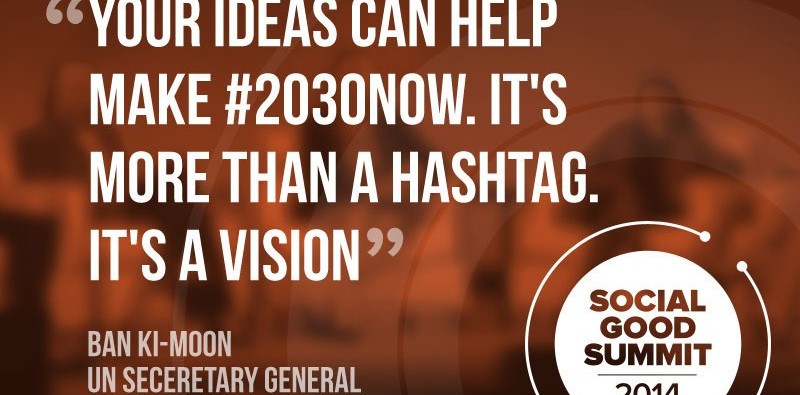 “YOUR IDEAS CAN HELP
MAKE #2030NOW. IT'S
MORE THAN A HASHTAG.
IT'S A VISION”
BAN KI-MOON
UN SECERETARY GENERAL
SOCIAL
GOOD
SUMMIT
2014